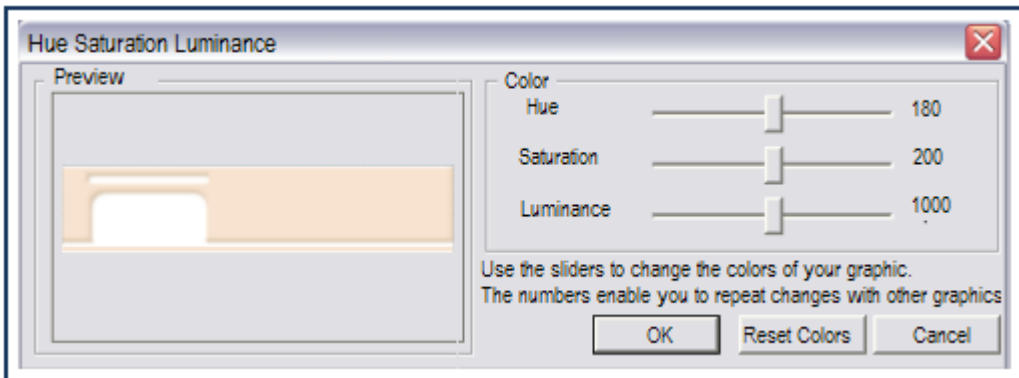 Hue Saturation Luminance
Preview
Color
Hue 180
Saturation 200
Luminance 1000
Use the sliders to change the colors of your graphic.
The numbers enable you to repeat changes with other graphics
OK Reset Colors Cancel